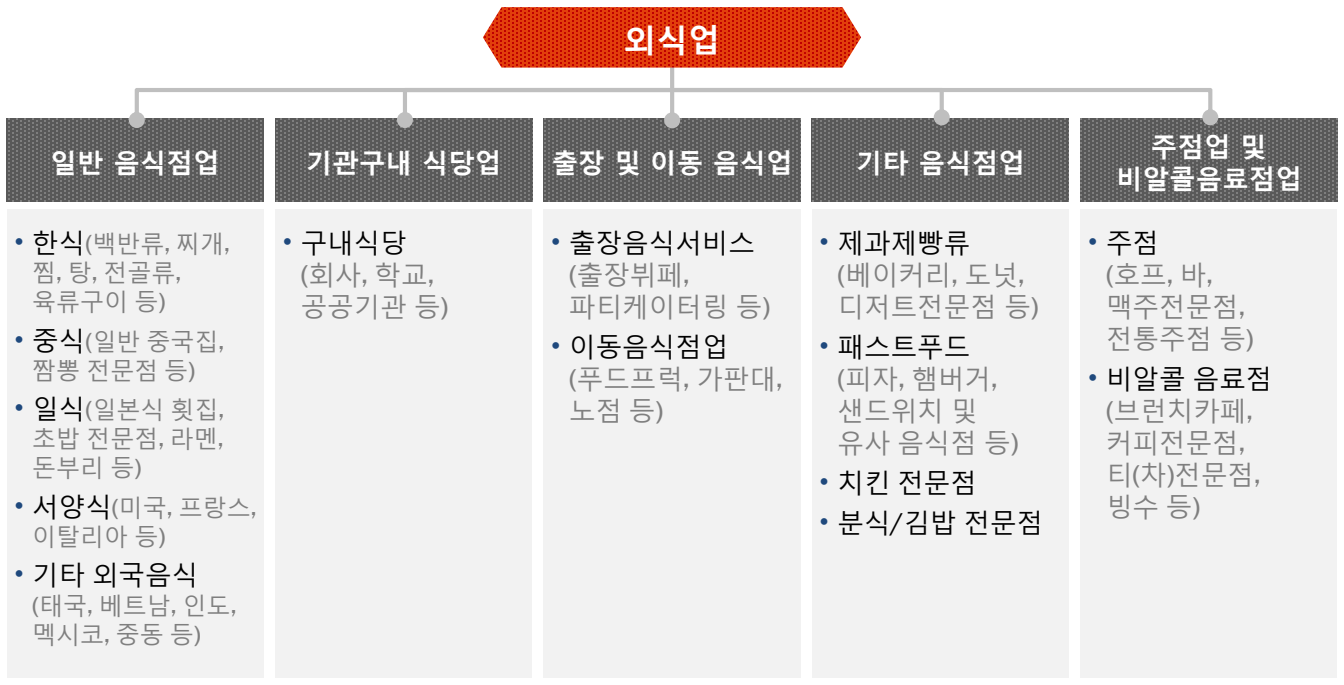 외식업
일반 음식점업
• 한식(백반류, 찌개,
찜, 탕, 전골류,
육류구이 등)
• 중식(일반 중국집,
짬뽕 전문점 등)
• 일식(일본식 횟집,
초밥 전문점, 라멘,
돈부리 등)
• 서양식(미국, 프랑스,
이탈리아 등)
• 기타 외국음식
(태국, 베트남, 인도,
멕시코, 중동 등)
기관구내 식당업
• 구내식당
(회사, 학교,
공공기관 등)
출장 및 이동 음식업
• 출장음식서비스
(출장뷔페,
파티케이터링 등)
• 이동음식점업
(푸드프럭, 가판대,
노점 등)
기타 음식점업
• 제과제빵류
(베이커리, 도넛,
디저트전문점 등)
• 패스트푸드
(피자, 햄버거,
샌드위치 및
유사 음식점 등)
• 치킨 전문점
• 분식/김밥 전문점
주점업 및
비알콜음료점업
• 주점
(호프, 바,
맥주전문점,
전통주점 등)
• 비알콜 음료점
(브런치카페,
커피전문점,
티(차)전문점,
빙수 등)